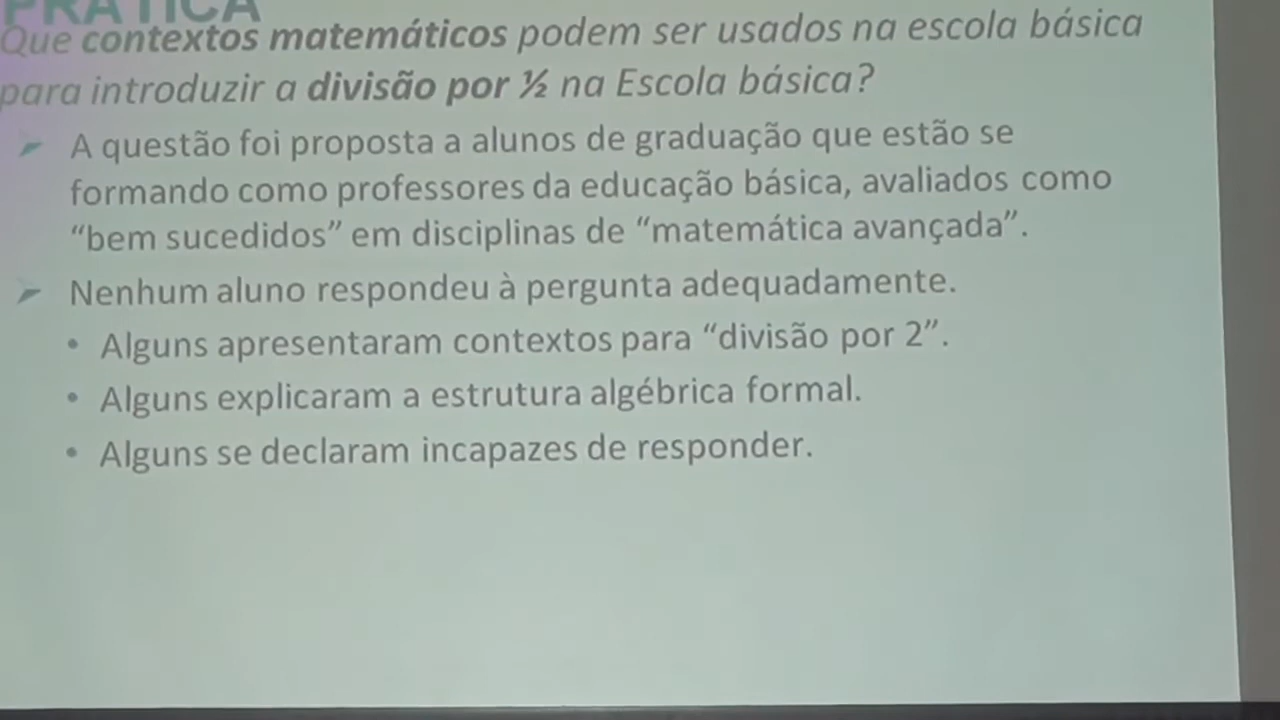 PRÁTICA
Que contextos matemáticos podem ser usados na escola básica
para introduzir a divisão por ½ na Escola básica?
A questão foi proposta a alunos de graduação que estão se
formando como professores da educação básica, avaliados como
“bem sucedidos” em disciplinas de “matemática avançada”.
Nenhum aluno respondeu à pergunta adequadamente.
• Alguns apresentaram contextos para “divisão por 2”.
• Alguns explicaram a estrutura algébrica formal.
• Alguns se declaram incapazes de responder.